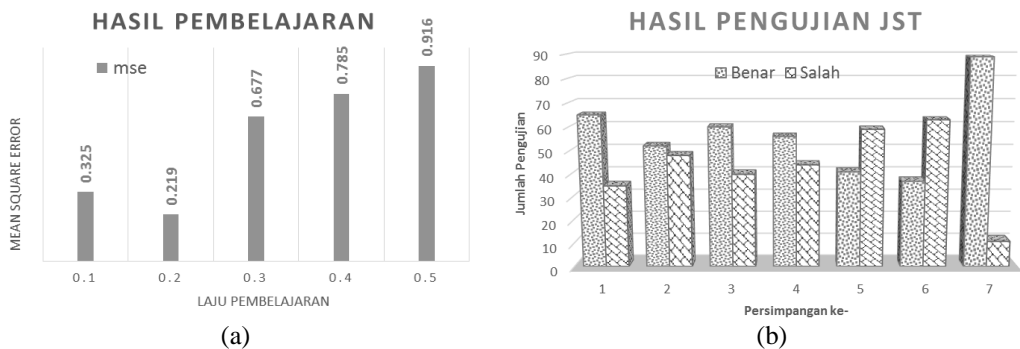 HASIL PEMBELAJARAN
mse
MEAN SQUARE ERROR
0.325
0.219
0.677
0.785
0.916
0.1 0.2 0.3 0.4 0.5
LAJU PEMBELAJARAN
(a)
HASIL PENGUJIAN JST
Benar Salah
Jumlah Pengujian
90
80
70
60
50
40
30
20
10
0
1 2 3 4 5 6 7
Persimpangan ke-
(b)